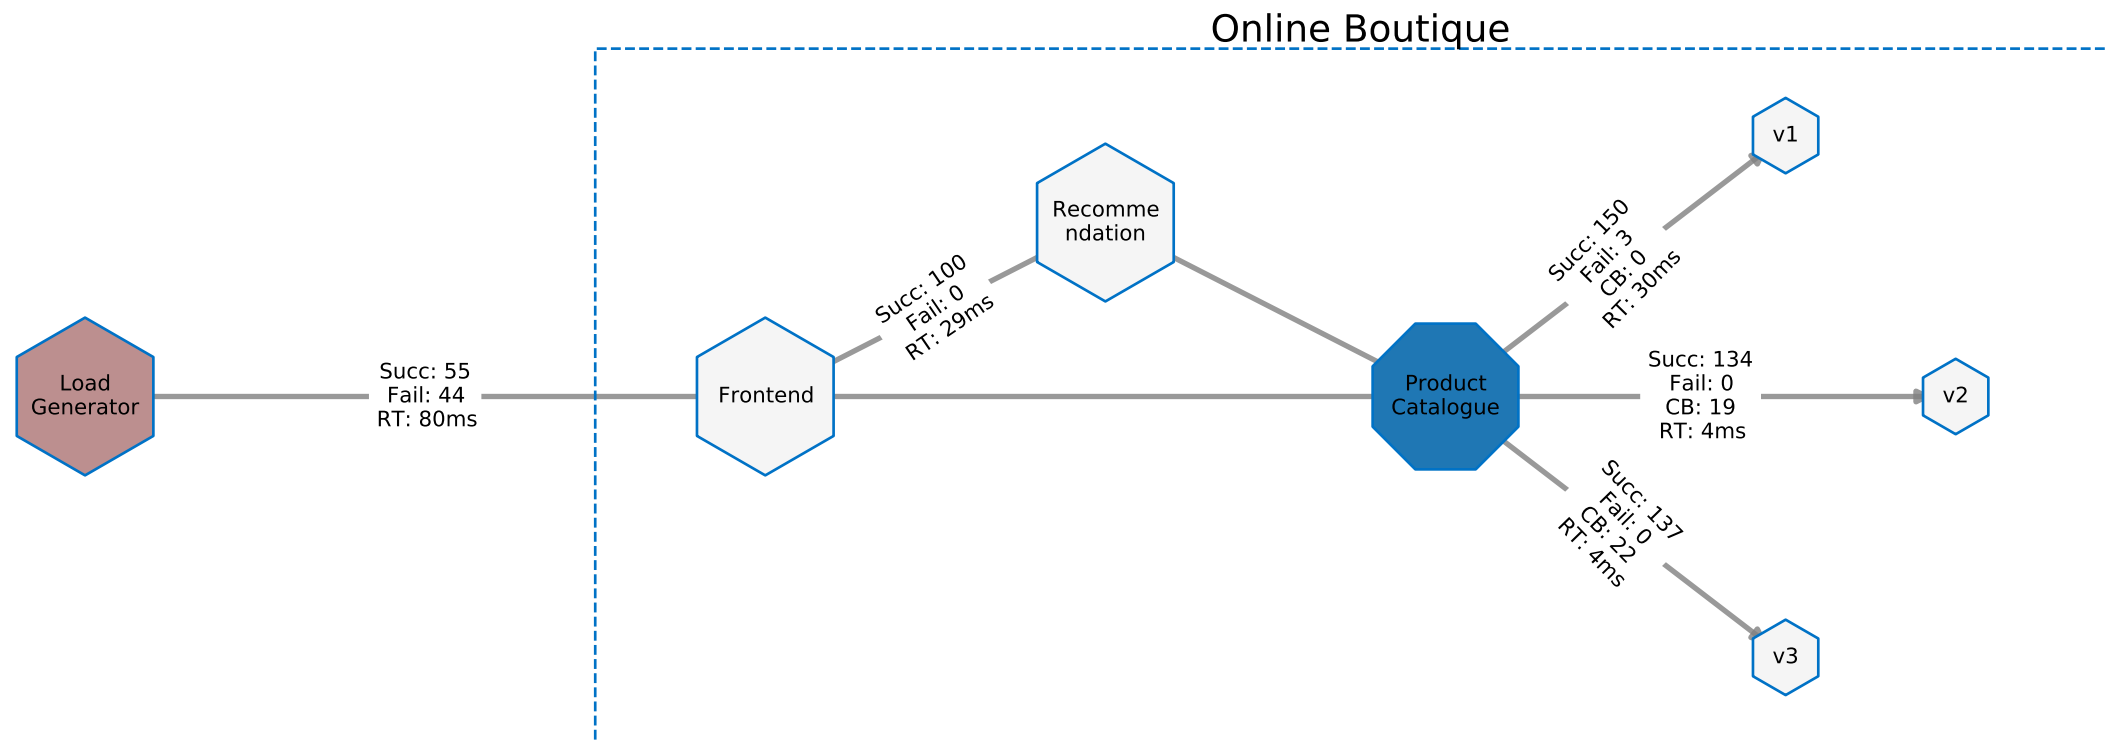 Online Boutique
Load
Generator
Succ: 55
Fail: 44
RT: 80ms
Frontend
Succ: 100
Fail: 0
RT: 29ms
Recomme
ndation
Product
Catalogue
Succ: 150
Fail: 3
CB: 0
RT: 30ms
v1
Succ: 134
Fail: 0
CB: 19
RT: 4ms
v2
Succ: 137
Fail: 0
CB: 22
RT: 4ms
v3